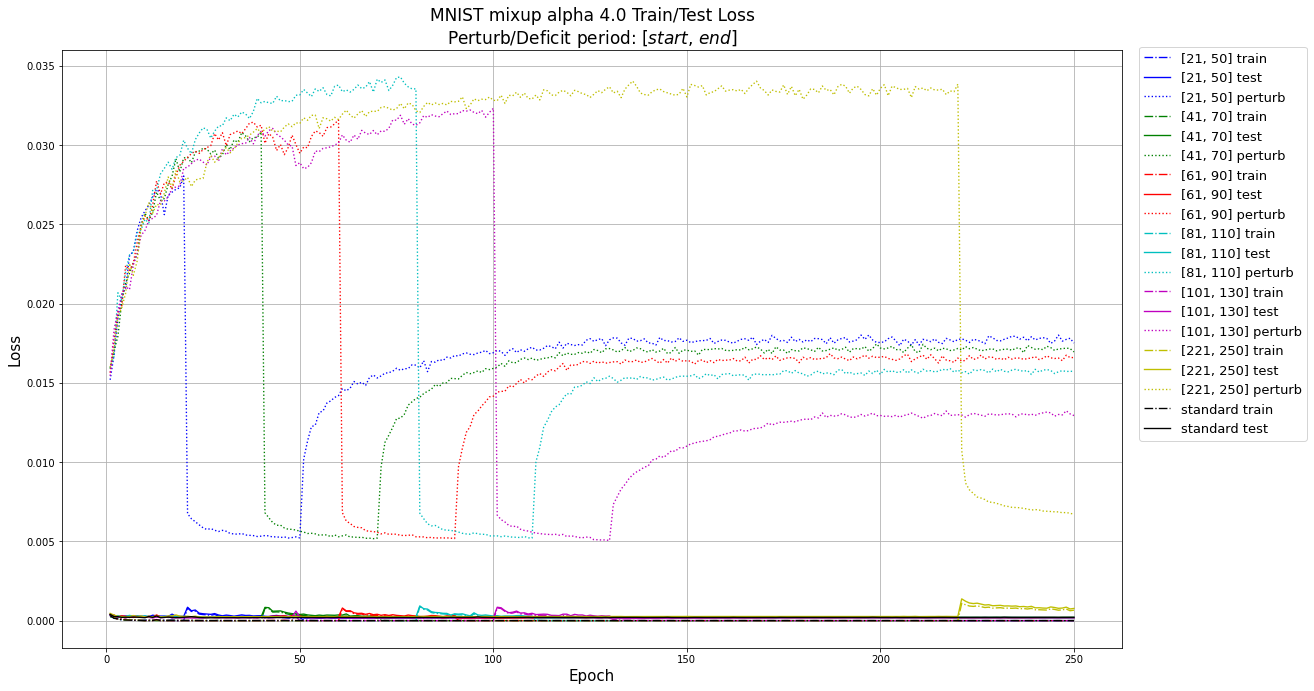 MNIST mixup alpha 4.0 Train/Test Loss
Perturb/Deficit period: [start, end]
0.035
0.030
0.025
0.020
0.015
0.010
0.005
0.000
Loss
0
50
100
150
200
250
Epoch
[21, 50] train
[21, 50] test
[21, 50] perturb
[41, 70] train
[41, 70] test
[41, 70] perturb
[61, 90] train
[61, 90] test
[61, 90] perturb
[81, 110] train
[81, 110] test
[81, 110] perturb
[101, 130] train
[101, 130] test
[101, 130] perturb
[221, 250] train
[221, 250] test
[221, 250] perturb
standard train
standard test